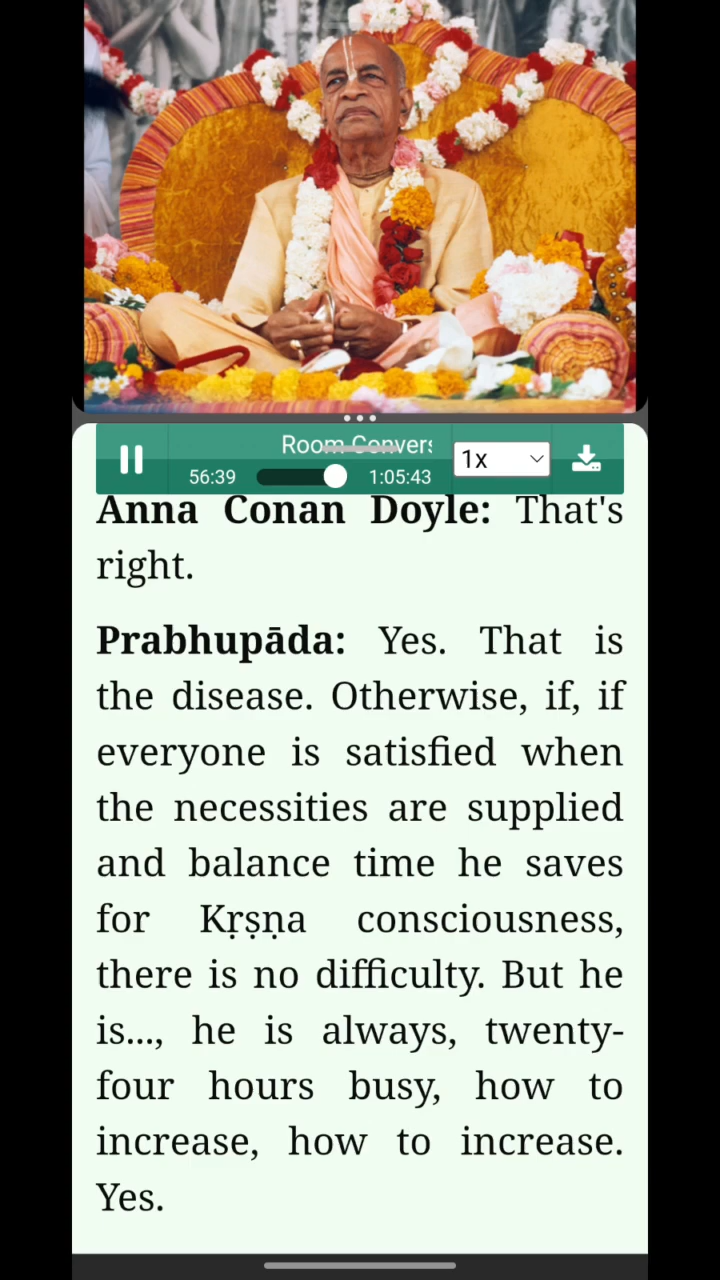 Room Convers
1x
56:39
1:05:43
Anna Conan Doyle: That's
right.
Prabhupāda: Yes. That is
the disease. Otherwise, if, if
everyone is satisfied when
the necessities are supplied
and balance time he saves
for Kṛṣṇa consciousness,
there is no difficulty. But he
is..., he is always, twenty-
four hours busy, how to
increase, how to increase.
Yes.